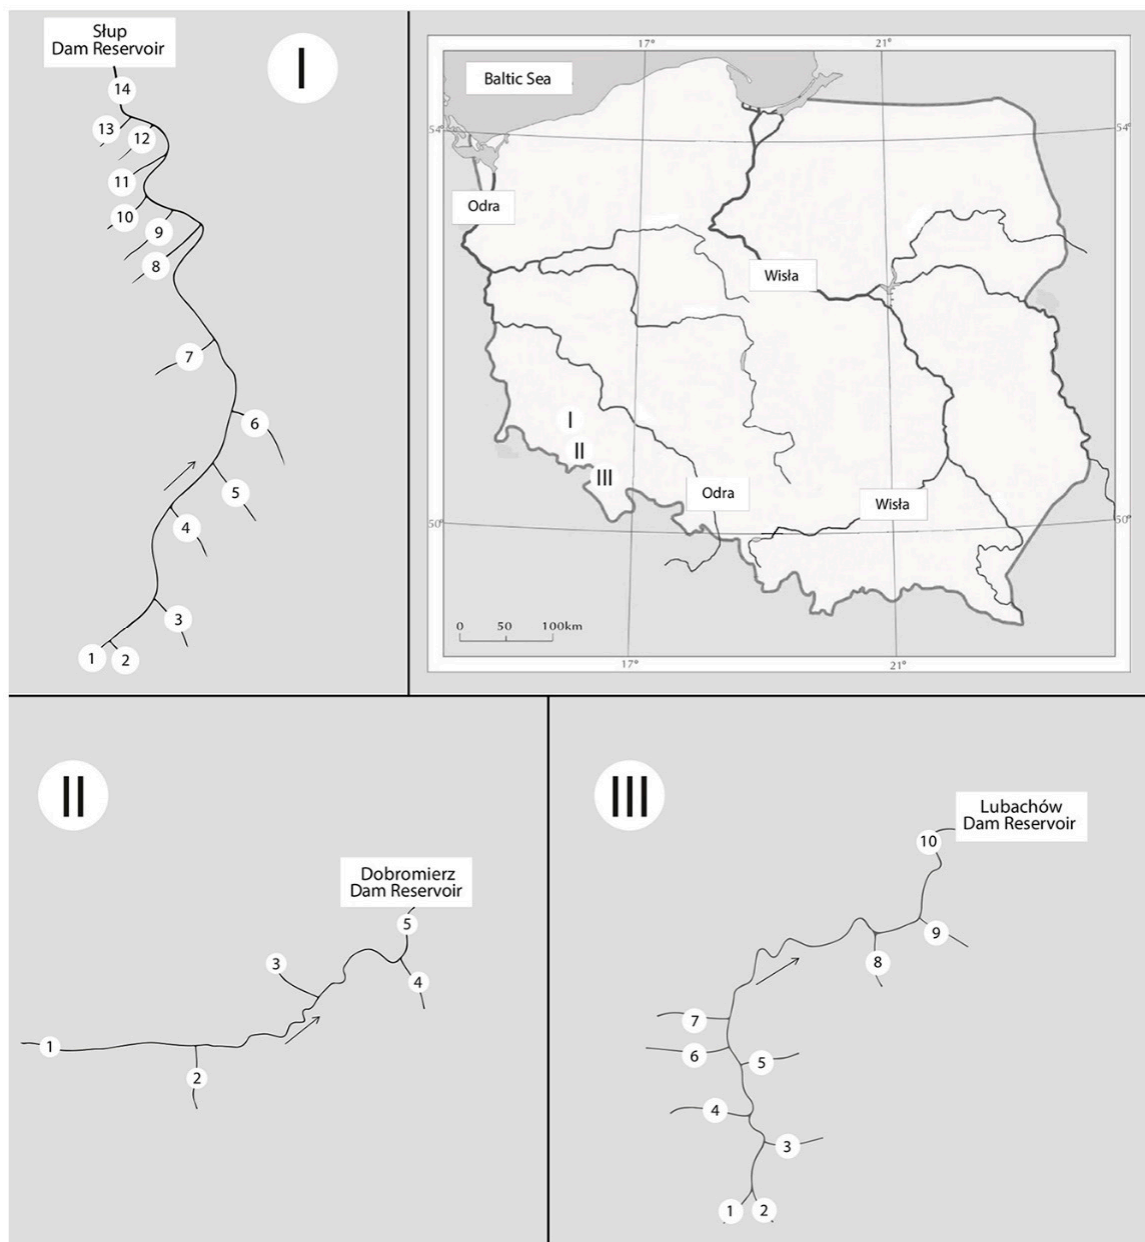 Słup
Dam Reservoir
I
14
13
12
11
10
9
8
7
6
5
4
3
1
2
17°
21°
Baltic Sea
54°
54°
Odra
Wisła
I
II
III
Odra
Wisła
50°
50°
0 50 100km
17°
21°
II
Dobromierz
Dam Reservoir
5
3
4
1
2
III
Lubachów
Dam Reservoir
10
9
8
7
6
5
4
3
1
2